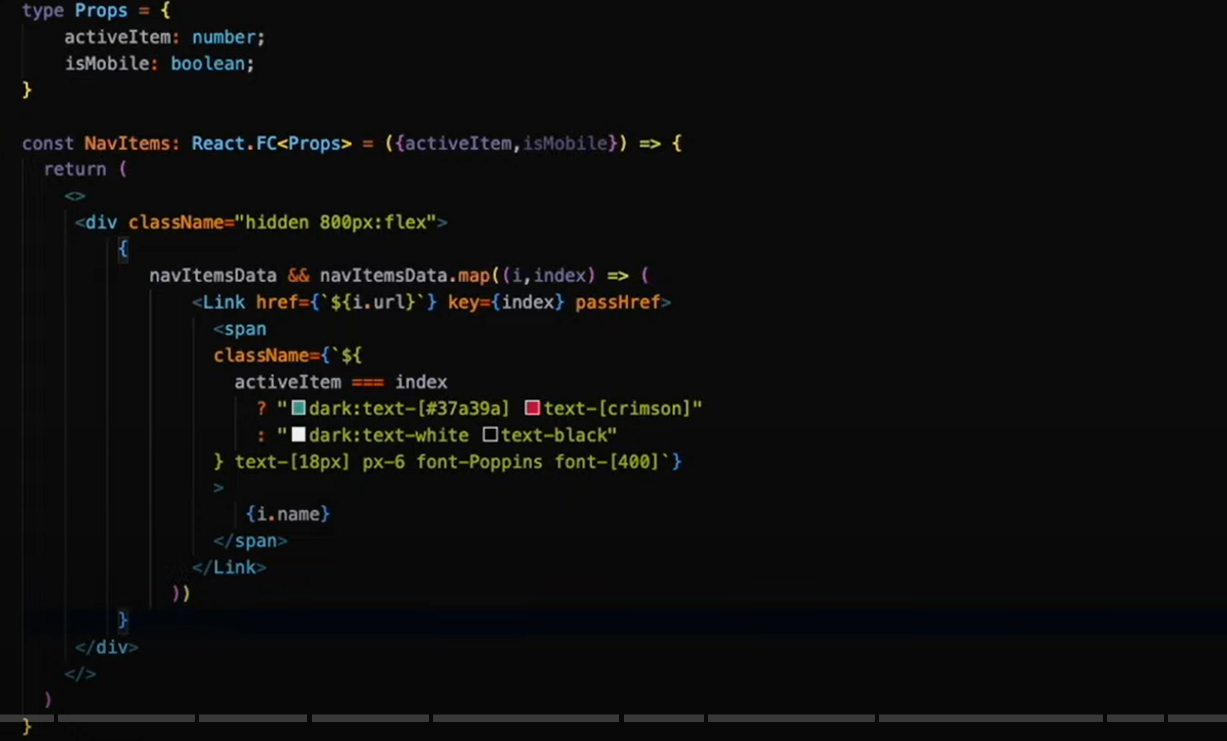 type Props = {
    activeItem: number;
    isMobile: boolean;
}
const NavItems: React.FC<Props> = ({activeItem,isMobile}) => {
  return (
    <>
     <div className="hidden 800px:flex">
         {
            navItemsData && navItemsData.map((i,index) => (
                <Link href={`${i.url}`} key={index} passHref>
                  <span
                  className={`${
                    activeItem === index
                      ? "dark:text-[#37a39a] text-[crimson]"
                      : "dark:text-white text-black"
                  } text-[18px] px-6 font-Poppins font-[400]`}
                  >
                     {i.name}
                  </span>
                </Link>
              ))
         }
     </div>
    </>
  )
}